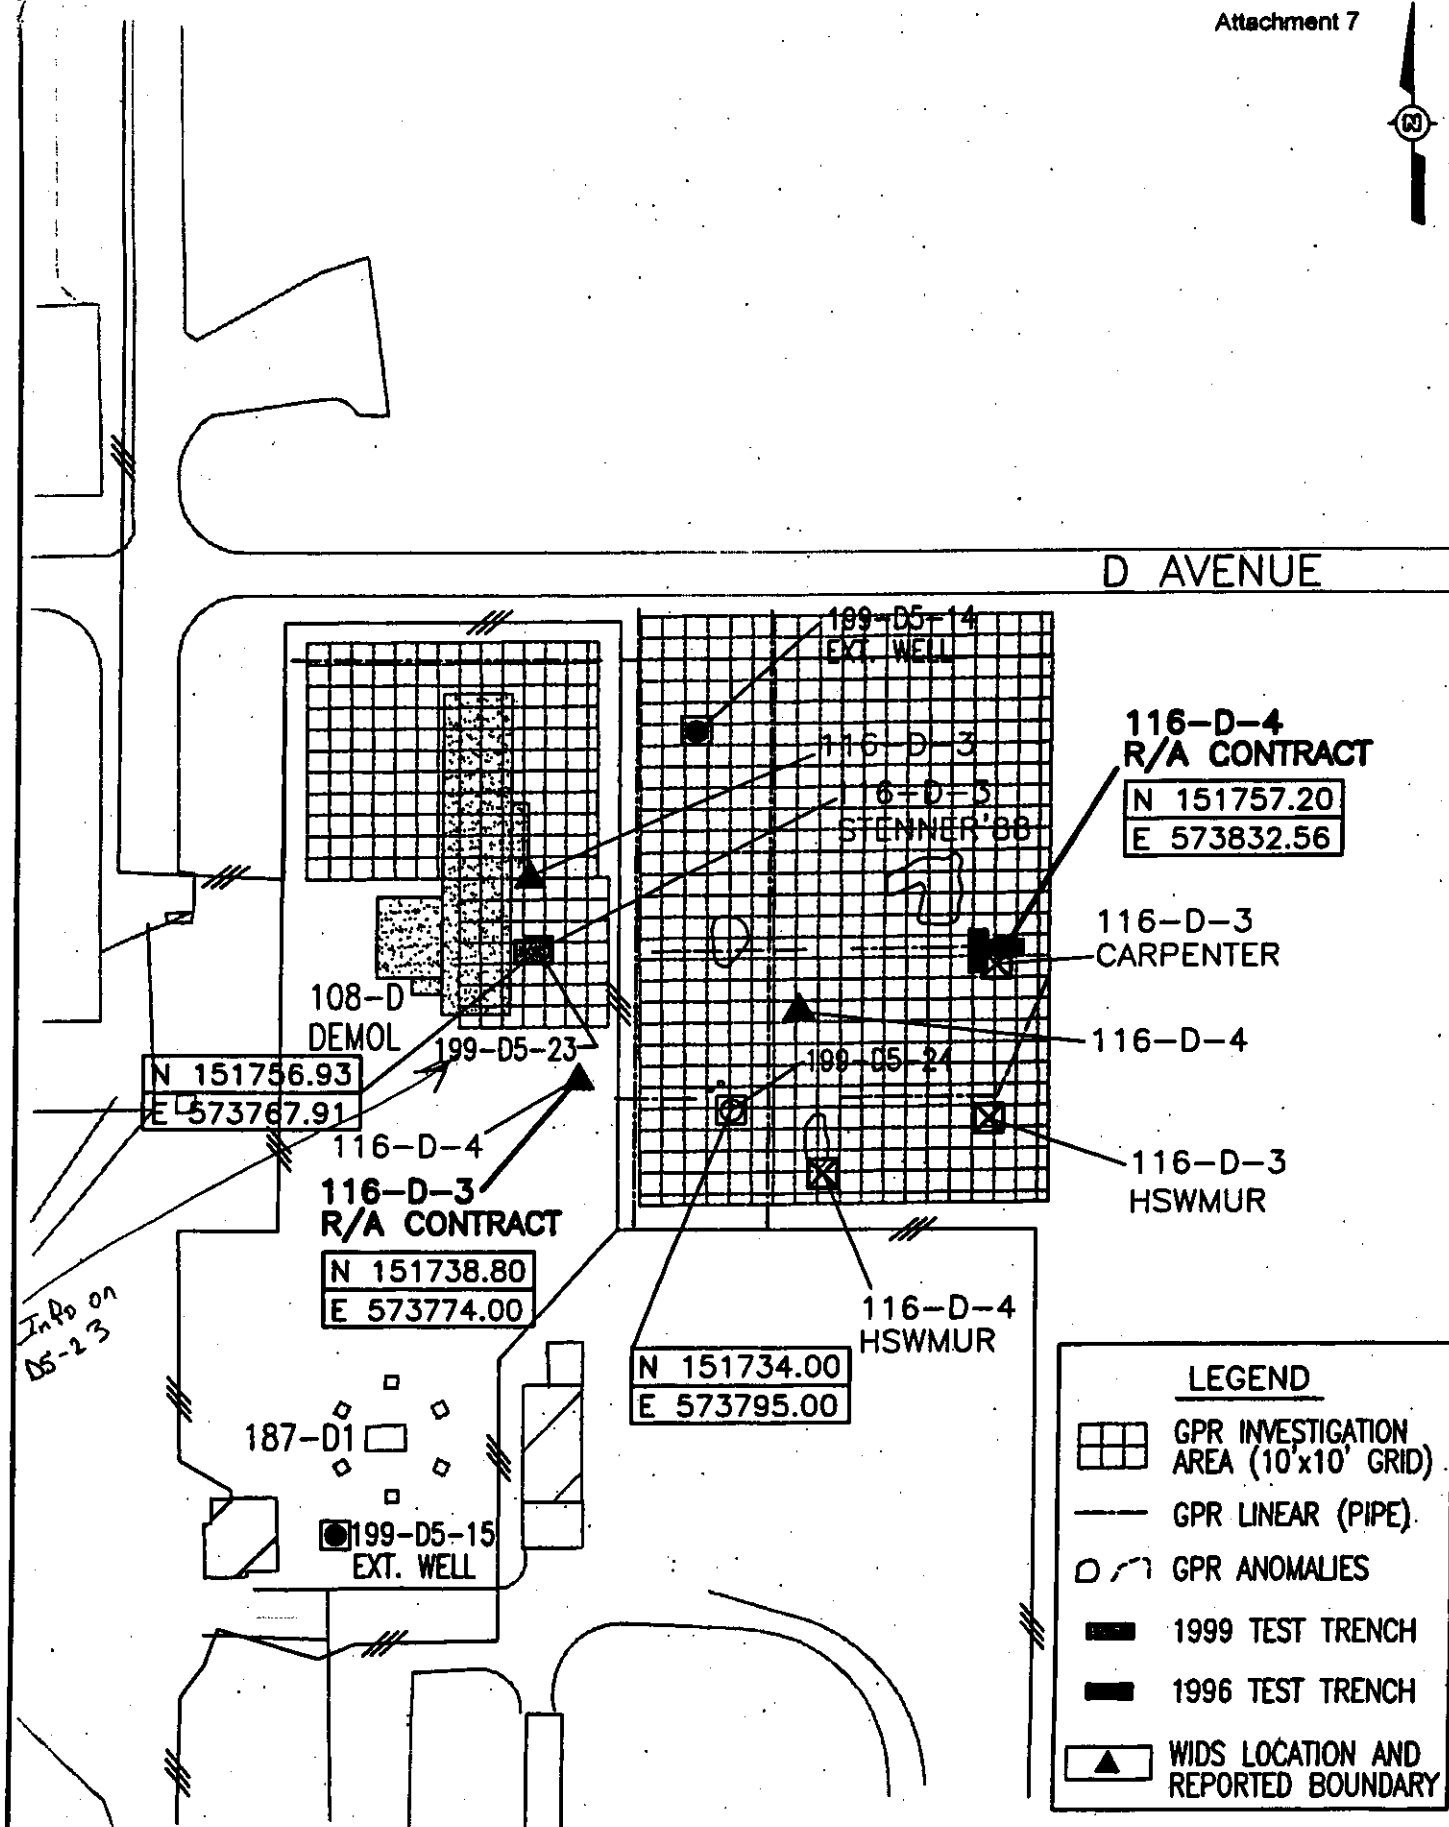 Attachment 7
N
D AVENUE
199-D5-14
EXT. WELL
116-D-3
116-D-3
STENNER'88
116-D-4
R/A CONTRACT
N 151757.20
E 573832.56
116-D-3
CARPENTER
108-D
DEMOL
199-D5-23
116-D-4
199-D5-24
N 151756.93
E 573767.91
116-D-4
116-D-3
R/A CONTRACT
N 151738.80
E 573774.00
116-D-3
HSWMUR
Info on
D5-23
116-D-4
HSWMUR
N 151734.00
E 573795.00
187-D1
199-D5-15
EXT. WELL
LEGEND
GPR INVESTIGATION
AREA (10'x10' GRID)
GPR LINEAR (PIPE)
GPR ANOMALIES
1999 TEST TRENCH
1996 TEST TRENCH
WIDS LOCATION AND
REPORTED BOUNDARY